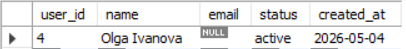 user_id name email status created_at
4 Olga Ivanova NULL active 2026-05-04